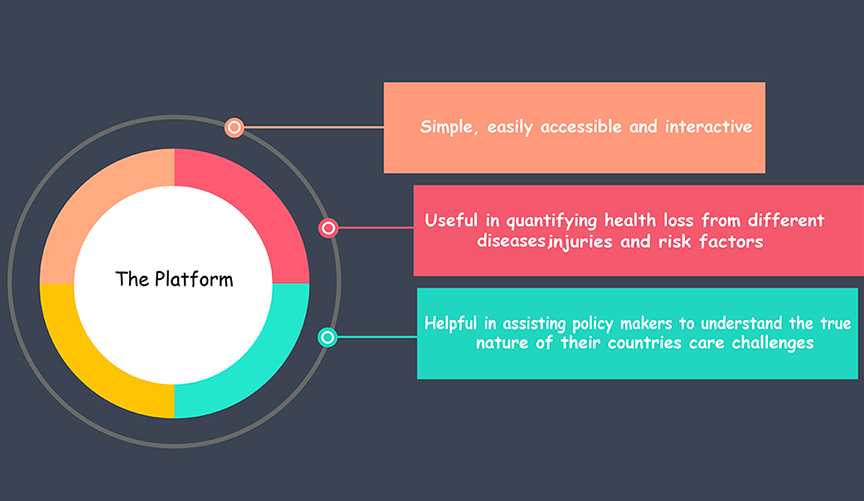 The Platform
Simple, easily accessible and interactive
Useful in quantifying health loss from different
diseases,injuries and risk factors
Helpful in assisting policy makers to understand the true
nature of their countries care challenges